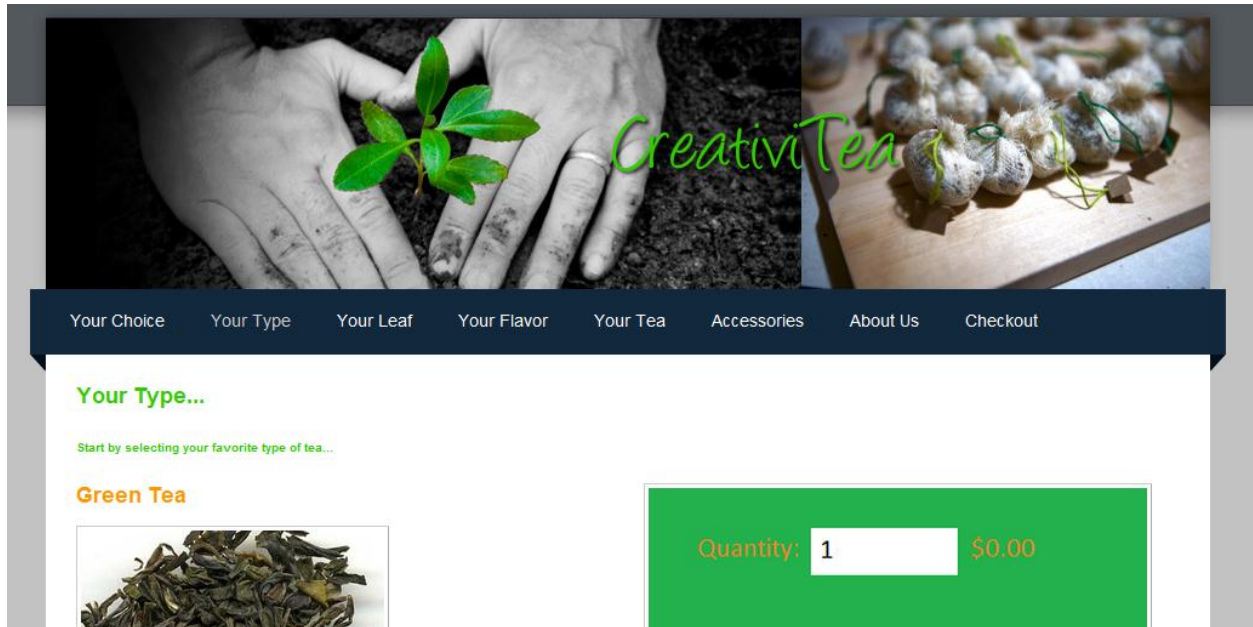 CreativiTea
Your Choice Your Type Your Leaf Your Flavor Your Tea Accessories About Us Checkout
Your Type...
Start by selecting your favorite type of tea...
Green Tea
Quantity: 1 $0.00